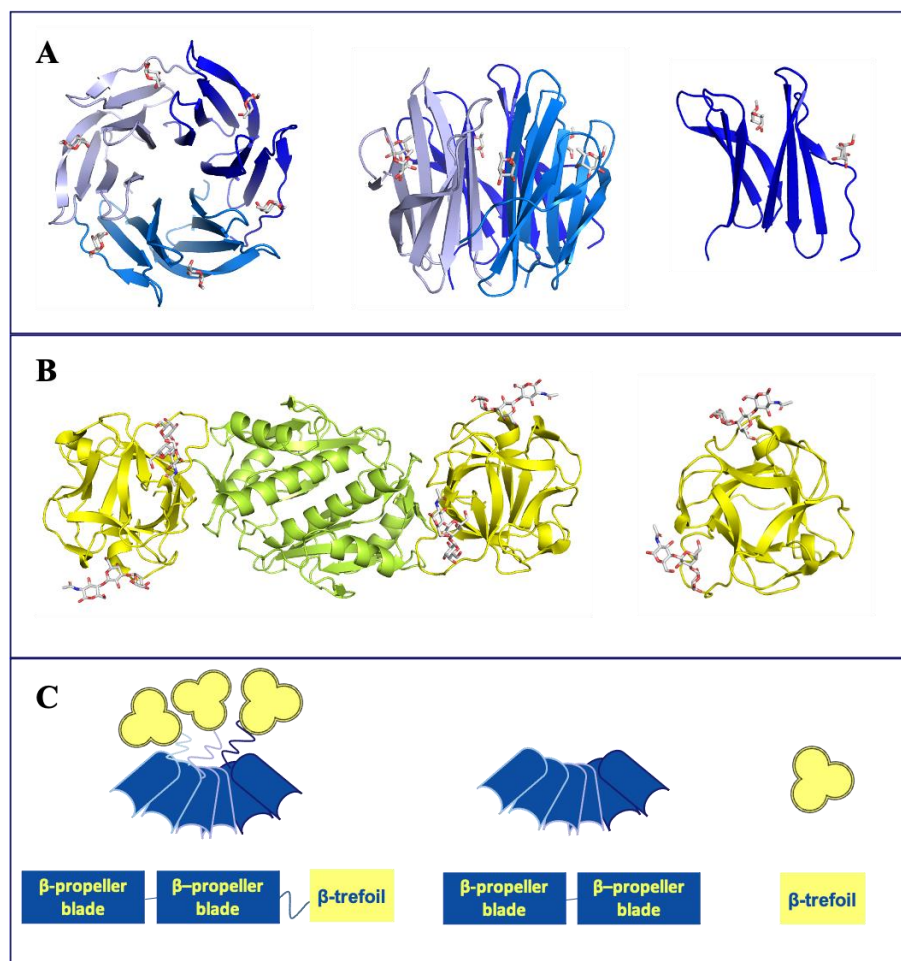 A
B
C
β-propeller
blade
β–propeller
blade
β-trefoil
β-propeller
blade
β–propeller
blade
β-trefoil